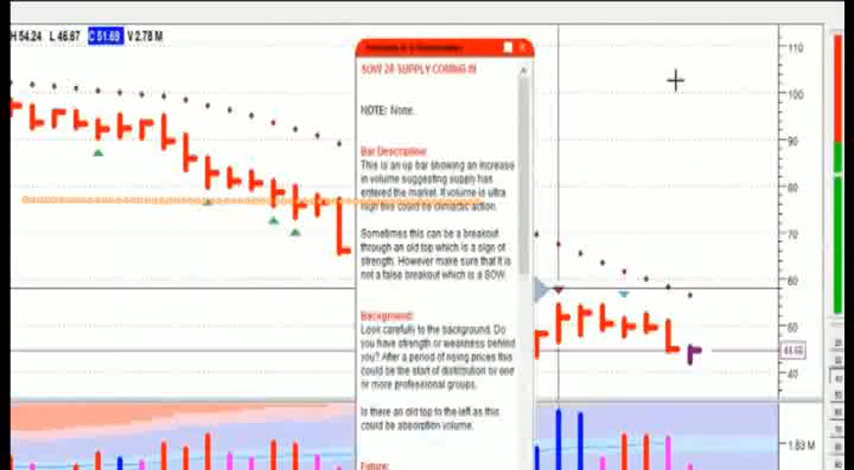 H 54.24 L 46.67 C 51.69 V 2.78 M
SOW 26 SUPPLY COMING IN
NOTE: None.
Bar Description:
This is an up bar showing an increase
in volume suggesting supply has
entered the market. If volume is ultra
high this could be climactic action.
Sometimes this can be a breakout
through an old top which is a sign of
strength. However make sure that it is
not a false breakout which is a SOW.
Background:
Look carefully to the background. Do
you have strength or weakness behind
you? After a period of rising prices this
could be the start of distribution by one
or more professional groups.
Is there an old top to the left as this
could be absorption volume.
Future:
110
100
90
80
70
60
50
40
1.83 M